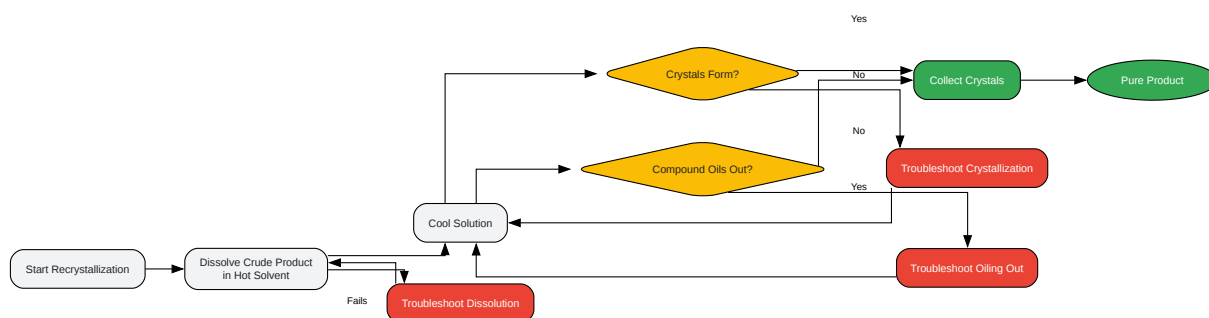 Yes
Crystals Form?
No
Collect Crystals
Pure Product
No
Compound Oils Out?
Troubleshoot Crystallization
Yes
Cool Solution
Start Recrystallization
Dissolve Crude Product
in Hot Solvent
Troubleshoot Oiling Out
Fails
Troubleshoot Dissolution